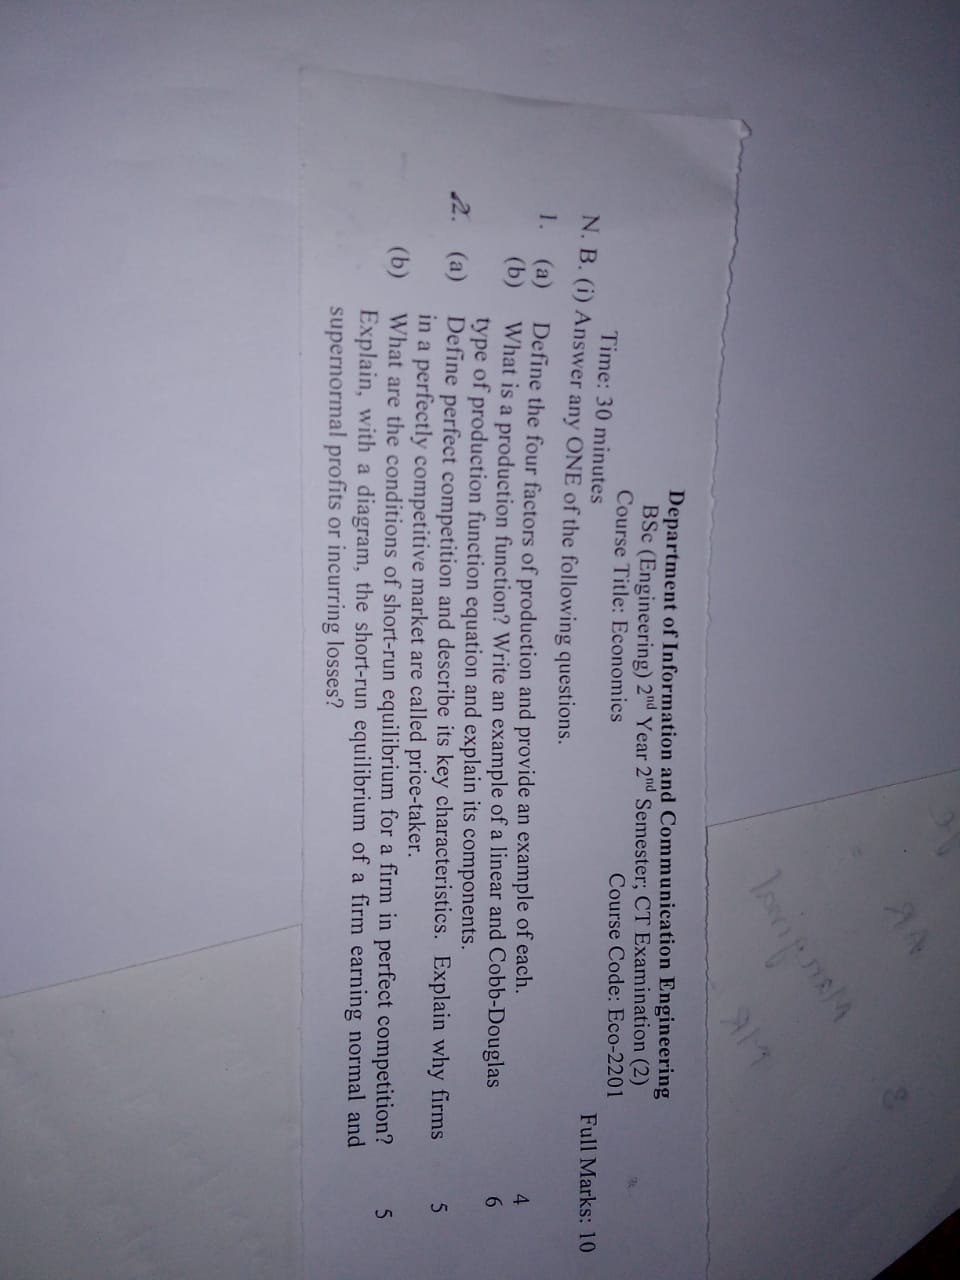 Department of Information and Communication Engineering
BSc (Engineering) 2nd Year 2nd Semester; CT Examination (2)
Course Title: Economics Course Code: Eco-2201
Time: 30 minutes Full Marks: 10
N. B. (i) Answer any ONE of the following questions.
1. (a) Define the four factors of production and provide an example of each. 4
(b) What is a production function? Write an example of a linear and Cobb-Douglas 6
type of production function equation and explain its components.
2. (a) Define perfect competition and describe its key characteristics. Explain why firms 5
in a perfectly competitive market are called price-taker.
(b) What are the conditions of short-run equilibrium for a firm in perfect competition? 5
Explain, with a diagram, the short-run equilibrium of a firm earning normal and
supernormal profits or incurring losses?